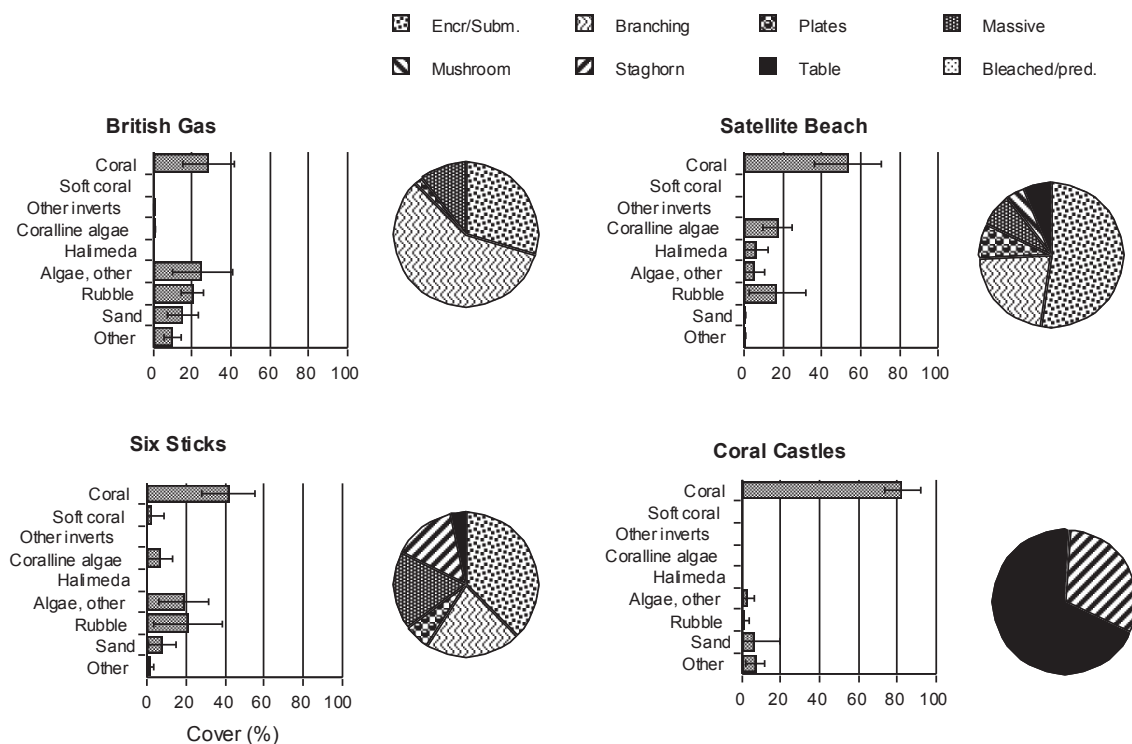 Encr/Subm. Branching Plates Massive
Mushroom Staghorn Table Bleached/pred.
British Gas
Coral
Soft coral
Other inverts
Coralline algae
Halimeda
Algae, other
Rubble
Sand
Other
0 20 40 60 80 100
Satellite Beach
Coral
Soft coral
Other inverts
Coralline algae
Halimeda
Algae, other
Rubble
Sand
Other
0 20 40 60 80 100
Six Sticks
Coral
Soft coral
Other inverts
Coralline algae
Halimeda
Algae, other
Rubble
Sand
Other
0 20 40 60 80 100
Cover (%)
Coral Castles
Coral
Soft coral
Other inverts
Coralline algae
Halimeda
Algae, other
Rubble
Sand
Other
0 20 40 60 80 100